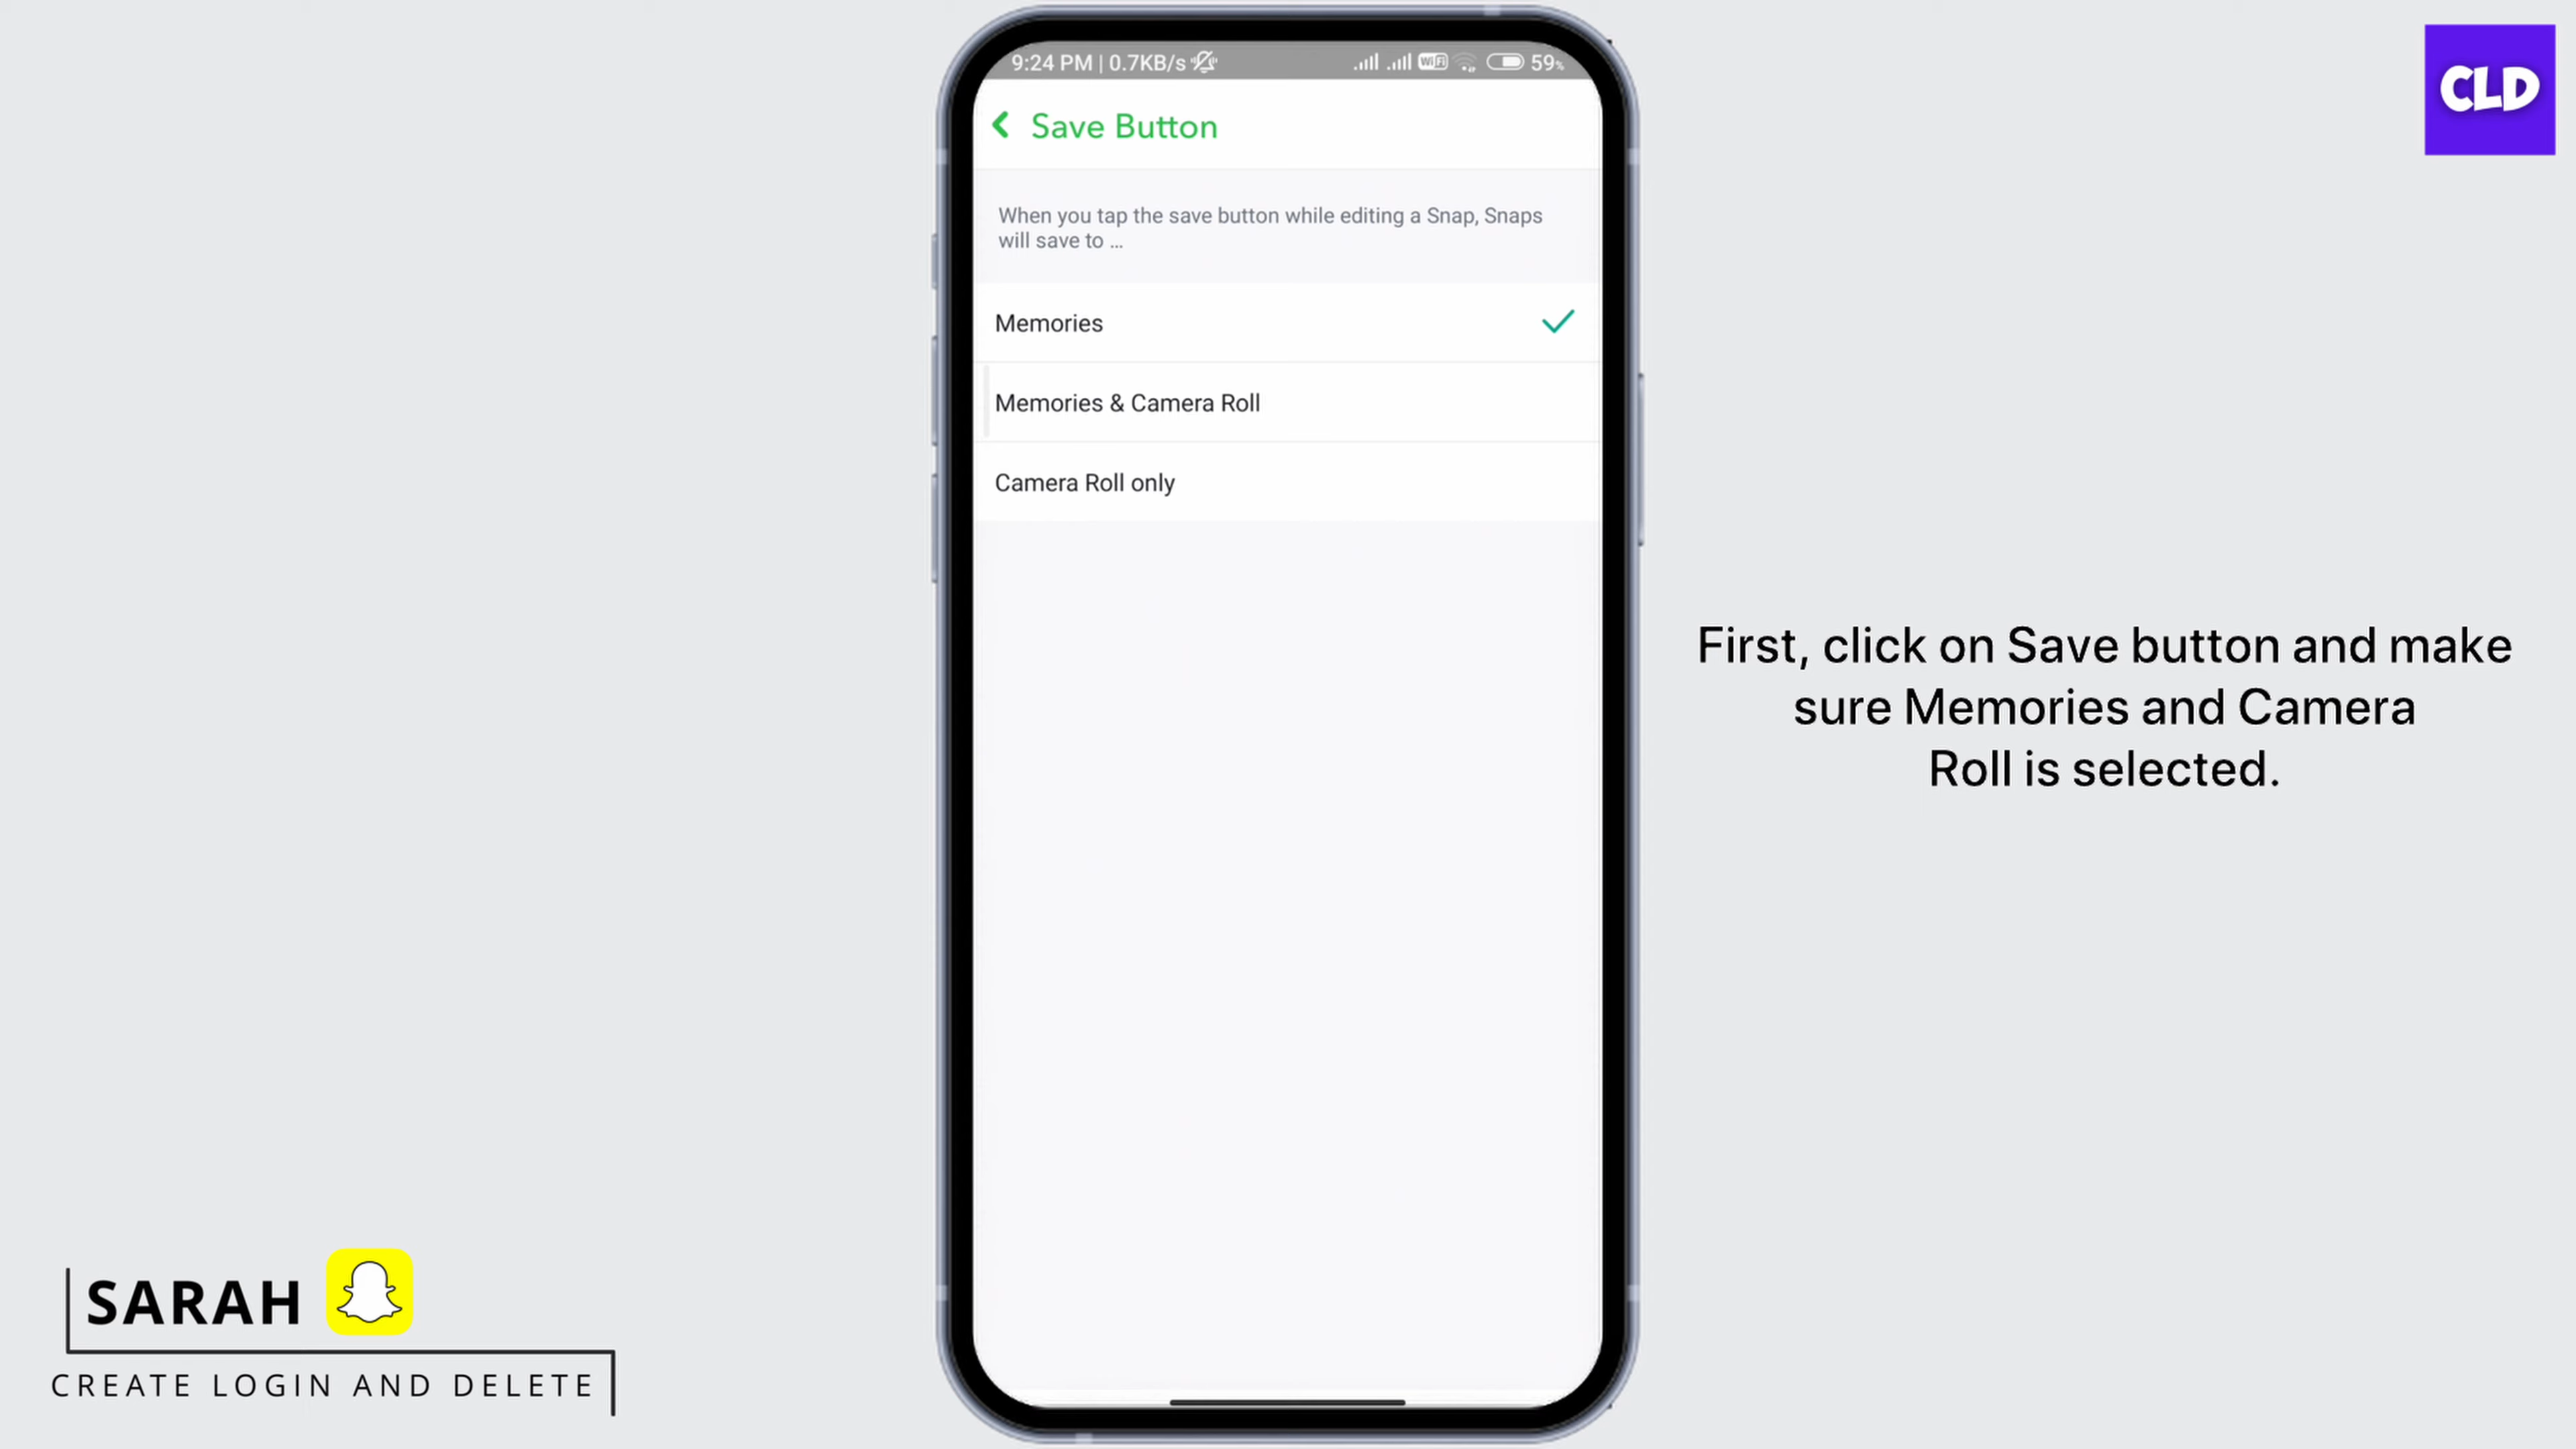 9:24 PM | 0.7KB/s
WiFi
59%
CLD
Save Button
When you tap the save button while editing a Snap, Snaps
will save to ...
Memories
Memories & Camera Roll
Camera Roll only
First, click on Save button and make
sure Memories and Camera
Roll is selected.
SARAH
CREATE LOGIN AND DELETE